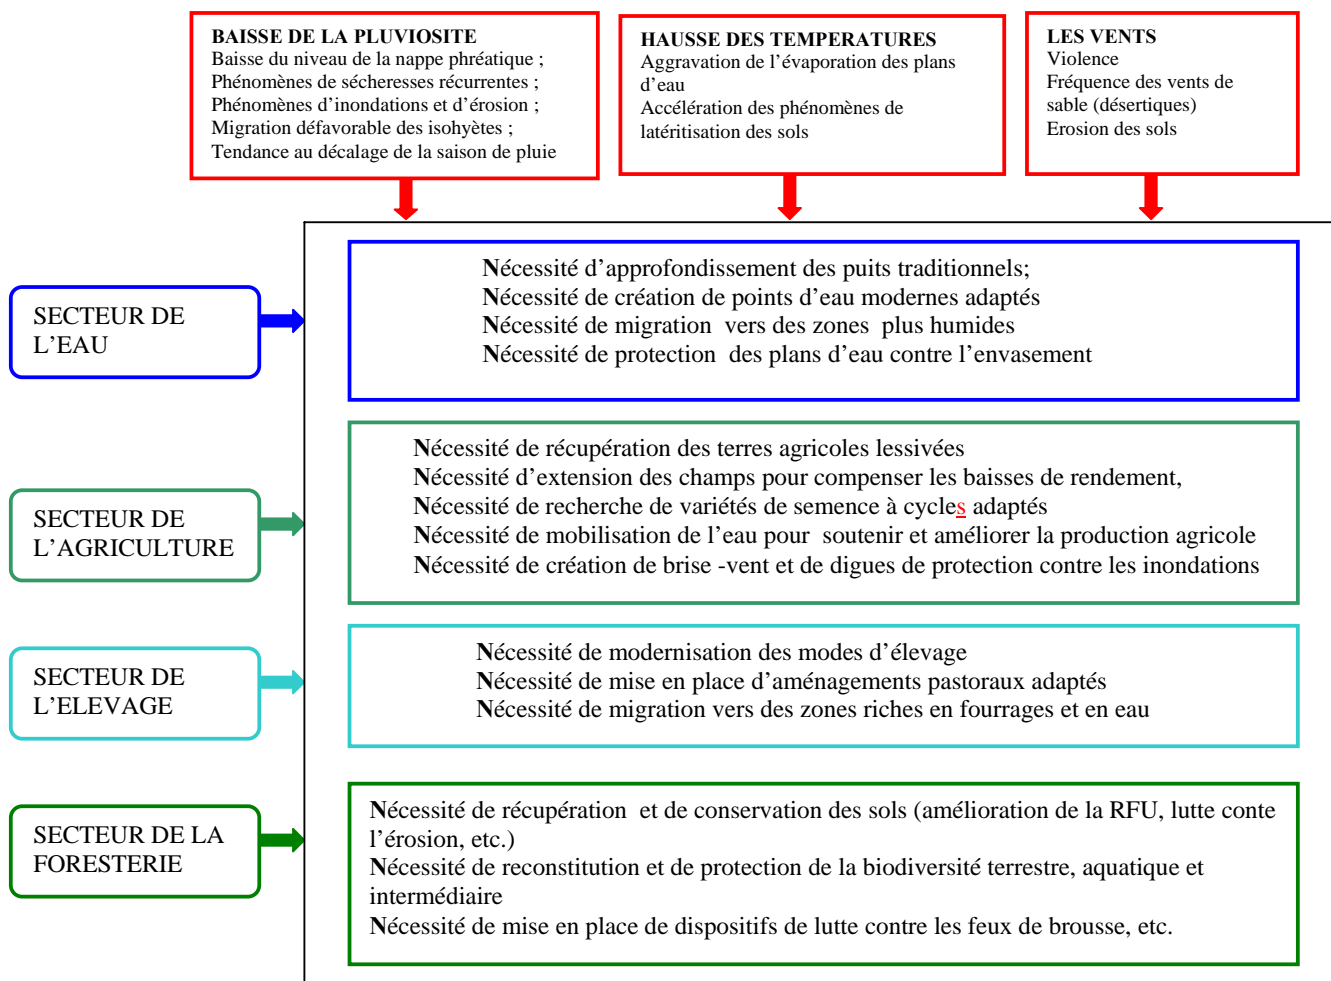 BAISSE DE LA PLUVIOSITE
Baisse du niveau de la nappe phréatique ;
Phénomènes de sécheresses récurrentes ;
Phénomènes d’inondations et d’érosion ;
Migration défavorable des isohyètes ;
Tendance au décalage de la saison de pluie
HAUSSE DES TEMPERATURES
Aggravation de l’évaporation des plans
d’eau
Accélération des phénomènes de
latéritisation des sols
LES VENTS
Violence
Fréquence des vents de
sable (désertiques)
Erosion des sols
SECTEUR DE
L’EAU
Nécessité d’approfondissement des puits traditionnels;
Nécessité de création de points d’eau modernes adaptés
Nécessité de migration vers des zones plus humides
Nécessité de protection des plans d’eau contre l’envasement
SECTEUR DE
L’AGRICULTURE
Nécessité de récupération des terres agricoles lessivées
Nécessité d’extension des champs pour compenser les baisses de rendement,
Nécessité de recherche de variétés de semence à cycles adaptés
Nécessité de mobilisation de l’eau pour soutenir et améliorer la production agricole
Nécessité de création de brise -vent et de digues de protection contre les inondations
SECTEUR DE
L’ELEVAGE
Nécessité de modernisation des modes d’élevage
Nécessité de mise en place d’aménagements pastoraux adaptés
Nécessité de migration vers des zones riches en fourrages et en eau
SECTEUR DE LA
FORESTERIE
Nécessité de récupération et de conservation des sols (amélioration de la RFU, lutte conte
l’érosion, etc.)
Nécessité de reconstitution et de protection de la biodiversité terrestre, aquatique et
intermédiaire
Nécessité de mise en place de dispositifs de lutte contre les feux de brousse, etc.